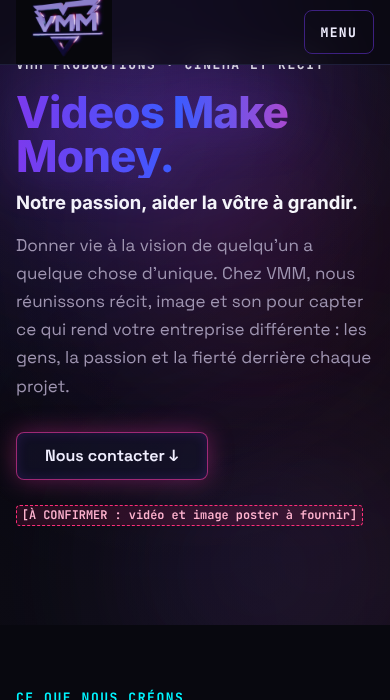 VMM
MENU
VMM PRODUCTIONS · CINÉMA ET RÉCIT
Videos Make
Money.
Notre passion, aider la vôtre à grandir.
Donner vie à la vision de quelqu'un a
quelque chose d'unique. Chez VMM, nous
réunissons récit, image et son pour capter
ce qui rend votre entreprise différente : les
gens, la passion et la fierté derrière chaque
projet.
Nous contacter ↓
[À CONFIRMER : vidéo et image poster à fournir]
CE QUE NOUS CRÉONS